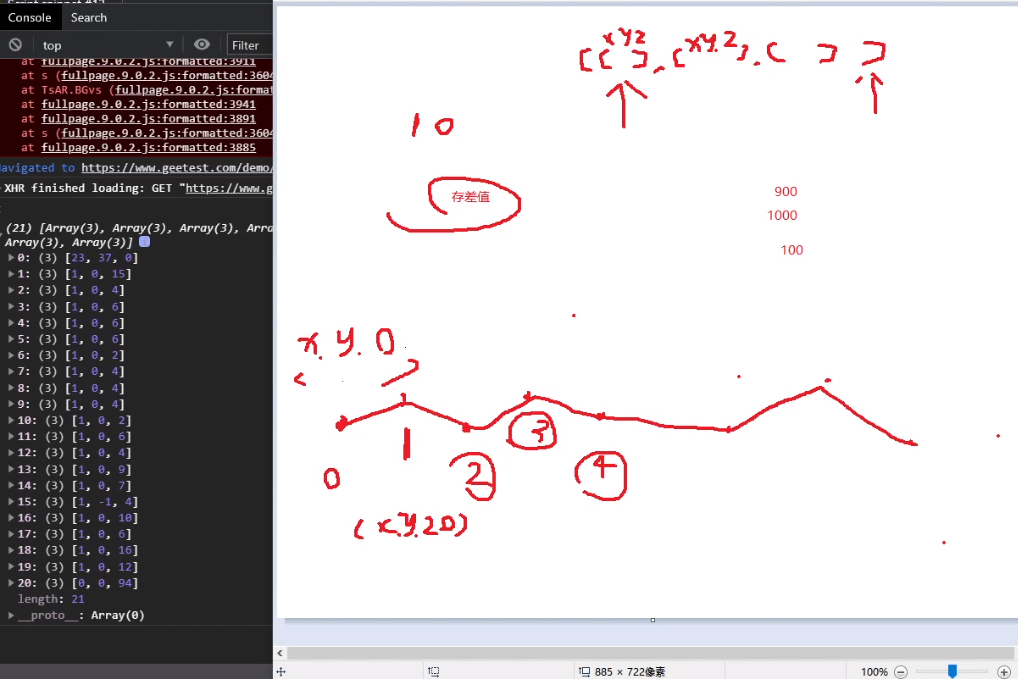 Console Search
top Filter
at fullpage.9.0.2.js:formatted:3911
at s (fullpage.9.0.2.js:formatted:3604
at TsAR.BGvs (fullpage.9.0.2.js:format
at fullpage.9.0.2.js:formatted:3941
at fullpage.9.0.2.js:formatted:3891
at s (fullpage.9.0.2.js:formatted:3604
at fullpage.9.0.2.js:formatted:3885
Navigated to https://www.geetest.com/demo/
XHR finished loading: GET "https://www.g
(21) [Array(3), Array(3), Array(3), Arra
Array(3), Array(3)]
0: (3) [23, 37, 0]
1: (3) [1, 0, 15]
2: (3) [1, 0, 4]
3: (3) [1, 0, 6]
4: (3) [1, 0, 6]
5: (3) [1, 0, 6]
6: (3) [1, 0, 2]
7: (3) [1, 0, 4]
8: (3) [1, 0, 4]
9: (3) [1, 0, 4]
10: (3) [1, 0, 2]
11: (3) [1, 0, 6]
12: (3) [1, 0, 4]
13: (3) [1, 0, 9]
14: (3) [1, 0, 7]
15: (3) [1, -1, 4]
16: (3) [1, 0, 10]
17: (3) [1, 0, 6]
18: (3) [1, 0, 16]
19: (3) [1, 0, 12]
20: (3) [0, 0, 94]
length: 21
__proto__: Array(0)
[[xyz],[xy.z],[ ] ]
10
存差值
900
1000
100
x.y.0
0 1 2 3 4
(x.y.20)
885 × 722像素
100%